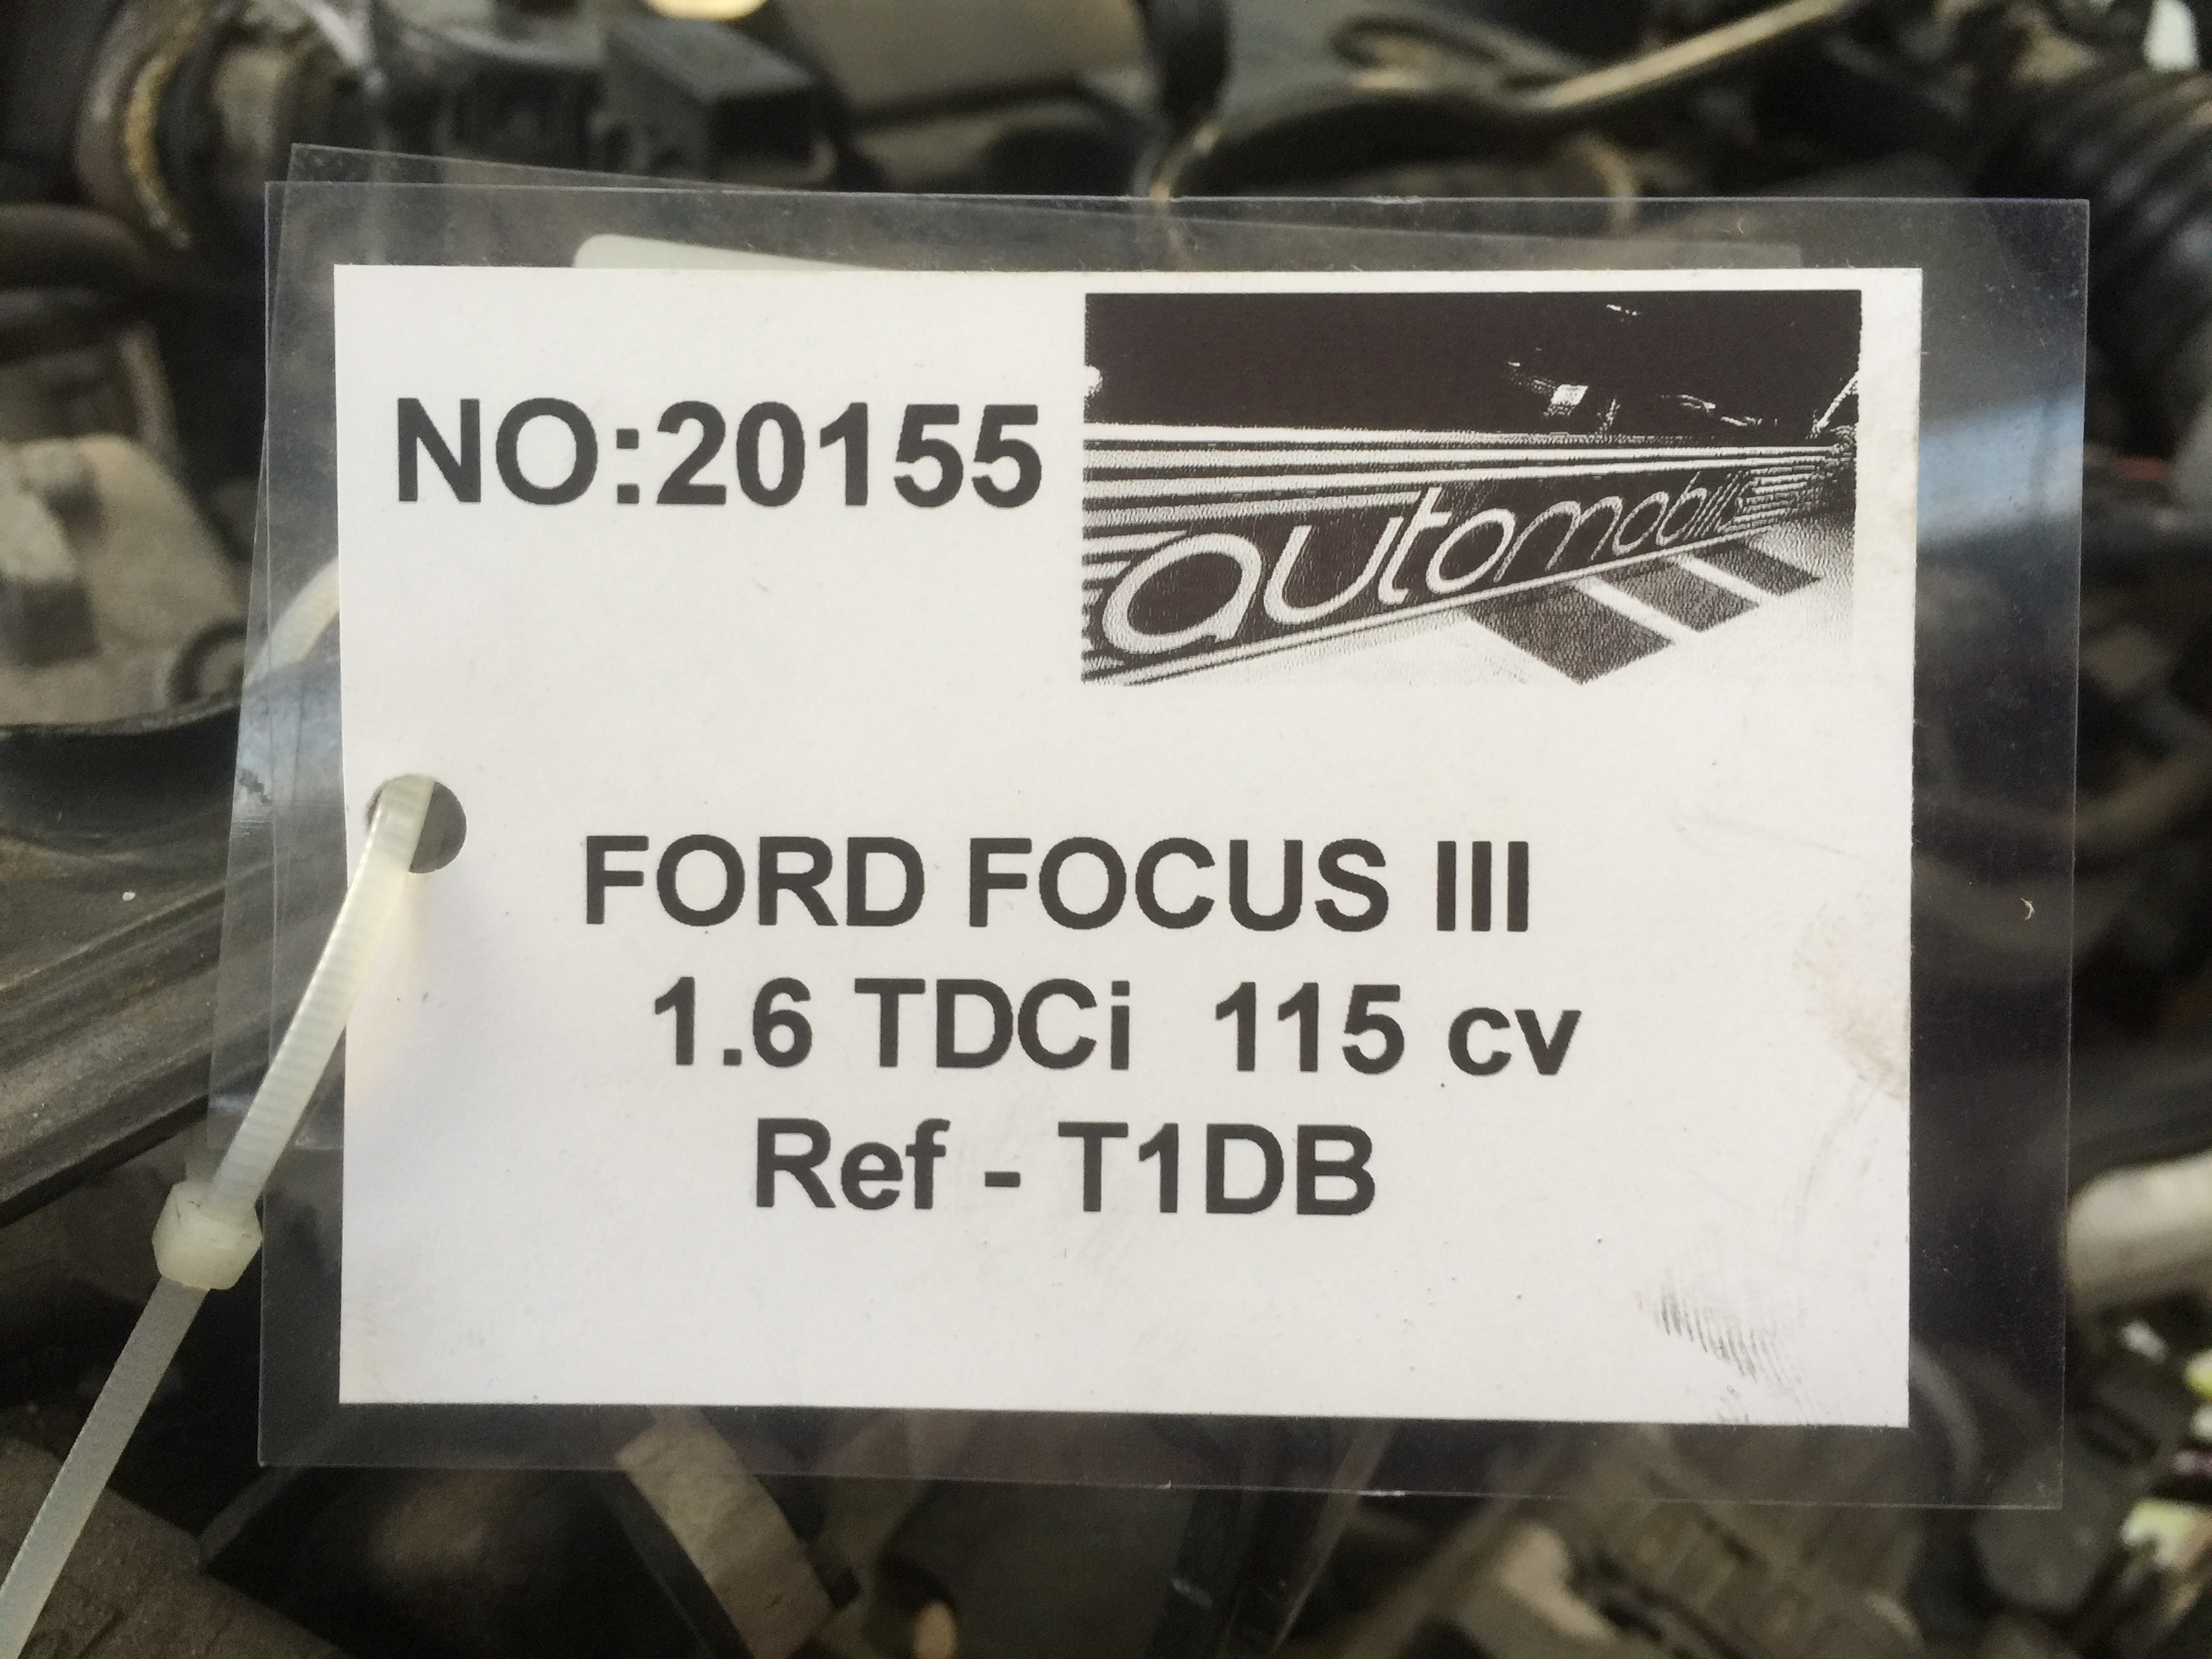 NO:20155
automobile
FORD FOCUS III
1.6 TDCi 115 cv
Ref - T1DB